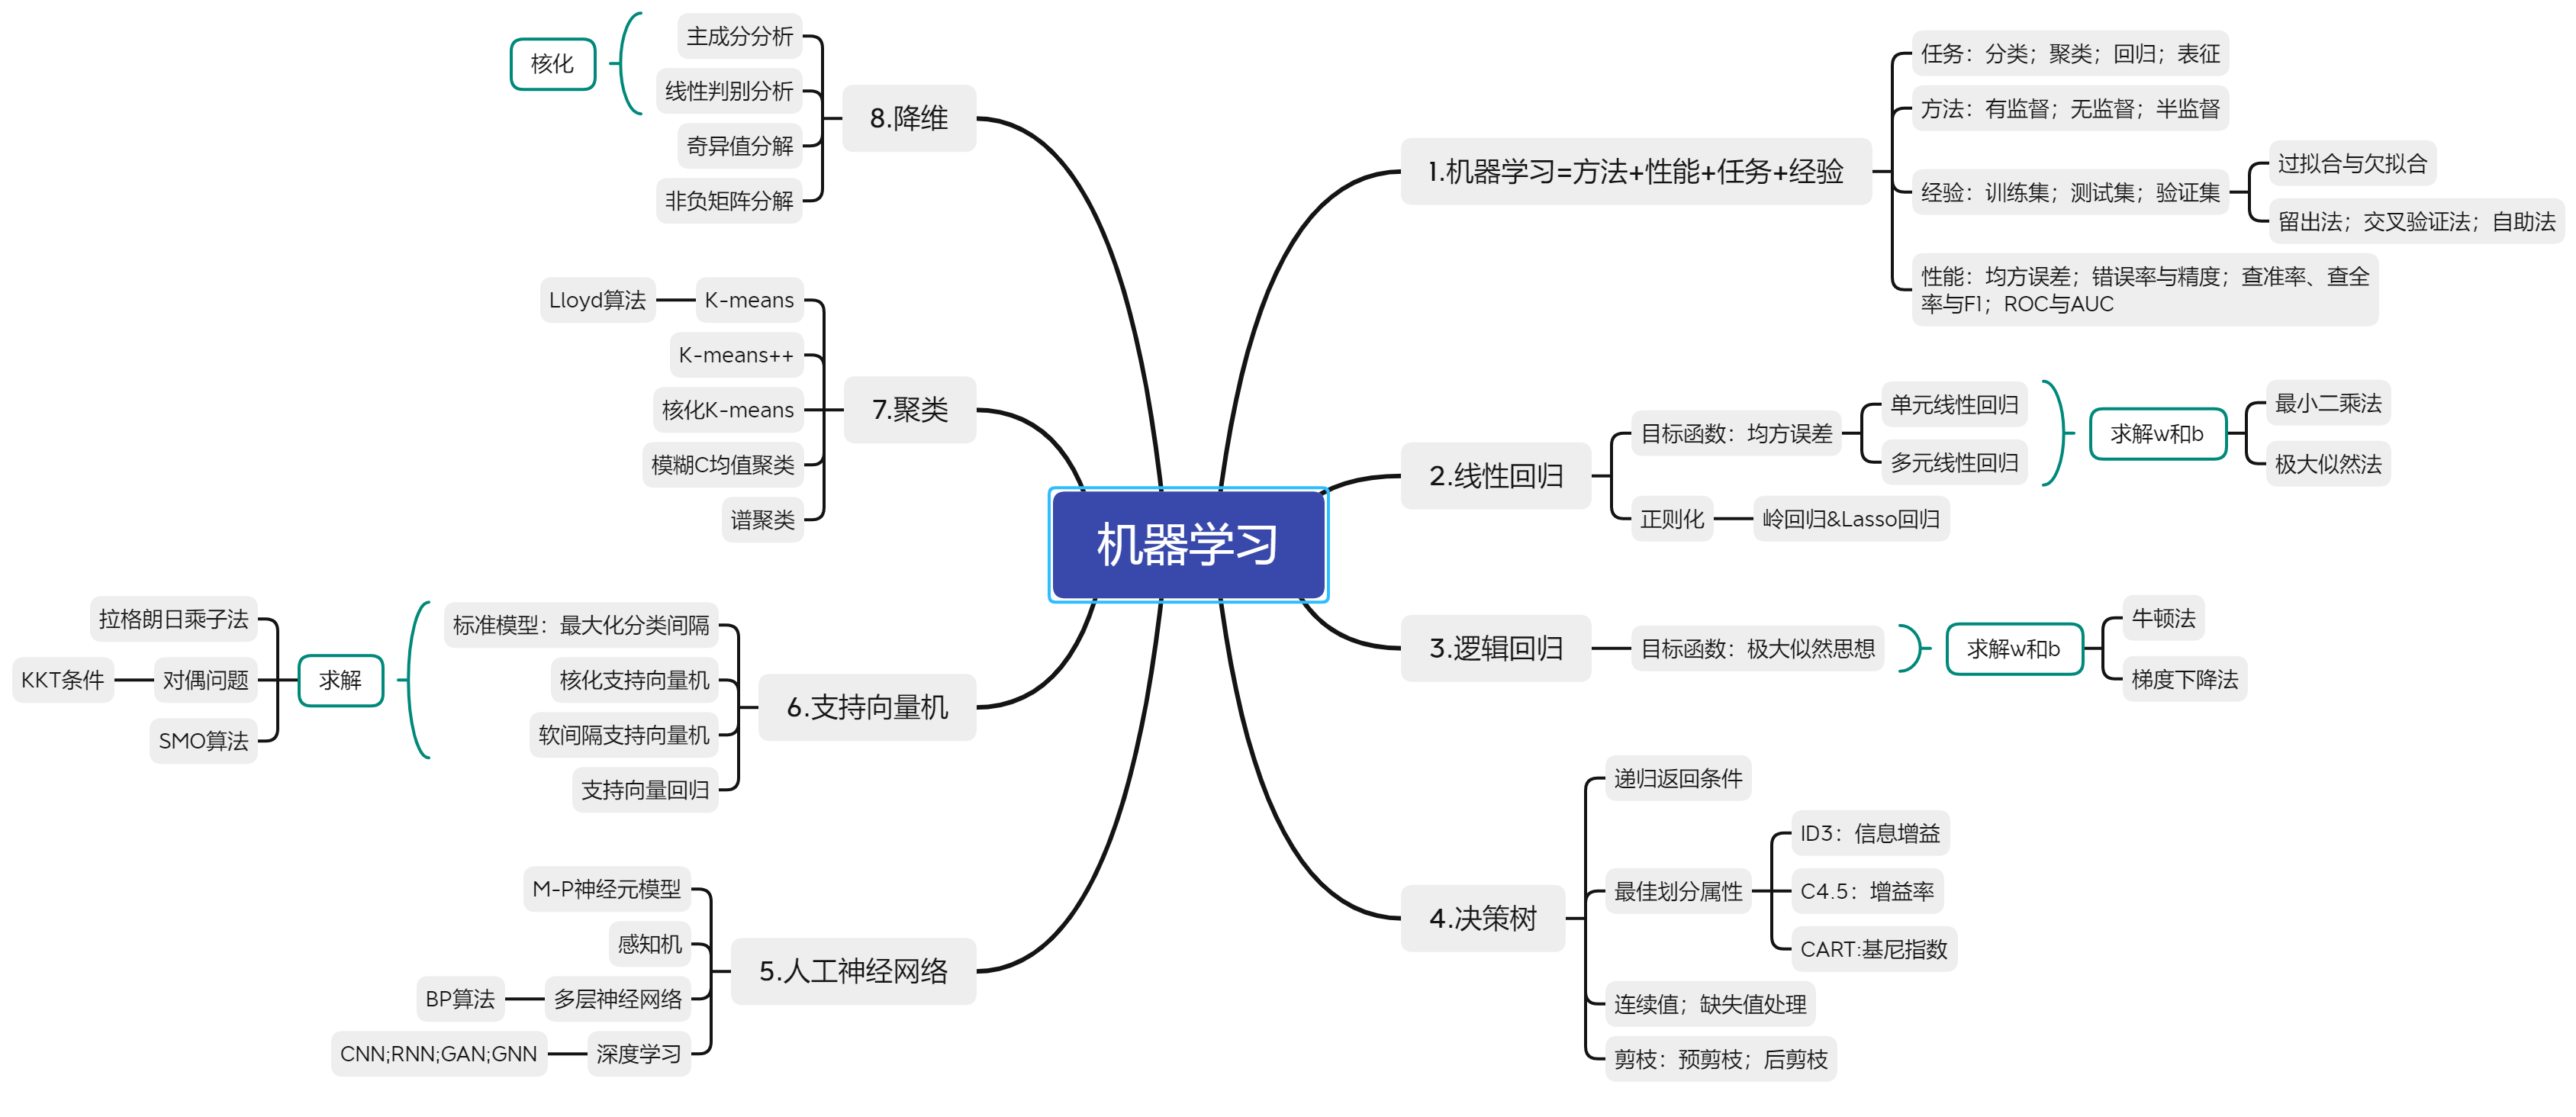 机器学习
1.机器学习=方法+性能+任务+经验
任务：分类；聚类；回归；表征
方法：有监督；无监督；半监督
经验：训练集；测试集；验证集
过拟合与欠拟合
留出法；交叉验证法；自助法
性能：均方误差；错误率与精度；查准率、查全
率与F1；ROC与AUC
2.线性回归
目标函数：均方误差
单元线性回归
多元线性回归
求解w和b
最小二乘法
极大似然法
正则化
岭回归&Lasso回归
3.逻辑回归
目标函数：极大似然思想
求解w和b
牛顿法
梯度下降法
4.决策树
递归返回条件
最佳划分属性
ID3：信息增益
C4.5：增益率
CART:基尼指数
连续值；缺失值处理
剪枝：预剪枝；后剪枝
5.人工神经网络
M-P神经元模型
感知机
多层神经网络
BP算法
深度学习
CNN;RNN;GAN;GNN
6.支持向量机
标准模型：最大化分类间隔
核化支持向量机
软间隔支持向量机
支持向量回归
求解
拉格朗日乘子法
对偶问题
KKT条件
SMO算法
7.聚类
K-means
Lloyd算法
K-means++
核化K-means
模糊C均值聚类
谱聚类
8.降维
主成分分析
线性判别分析
奇异值分解
非负矩阵分解
核化